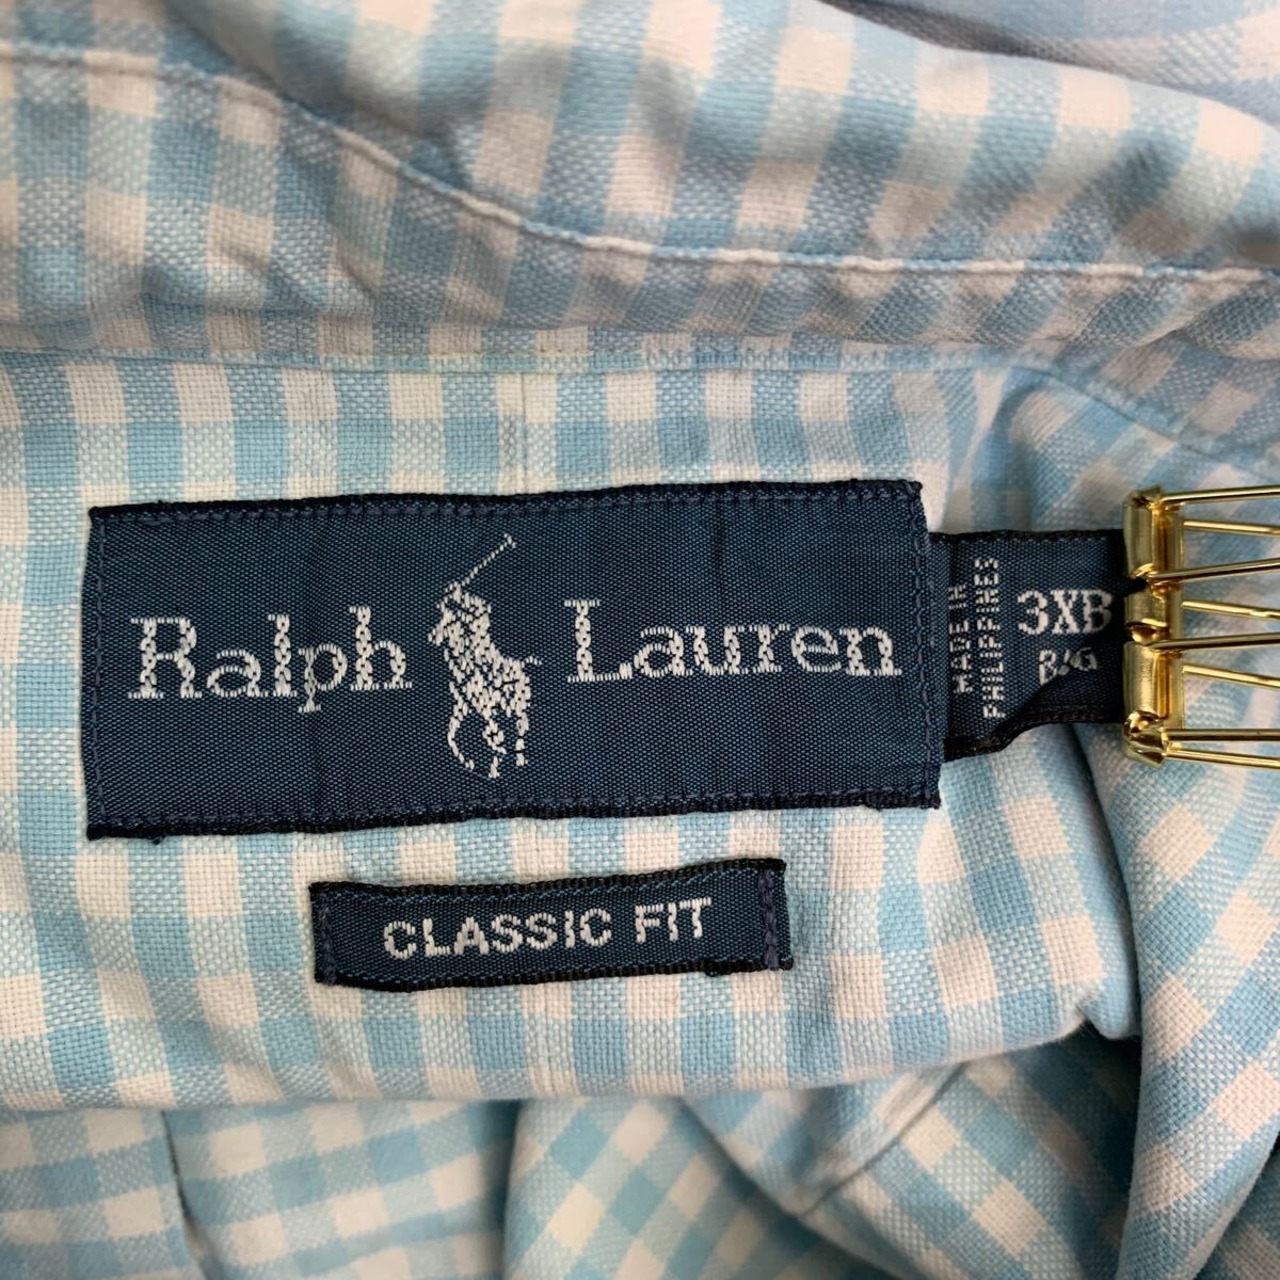 Ralph Lauren
MADE IN
PHILIPPINES
3XB
CLASSIC FIT